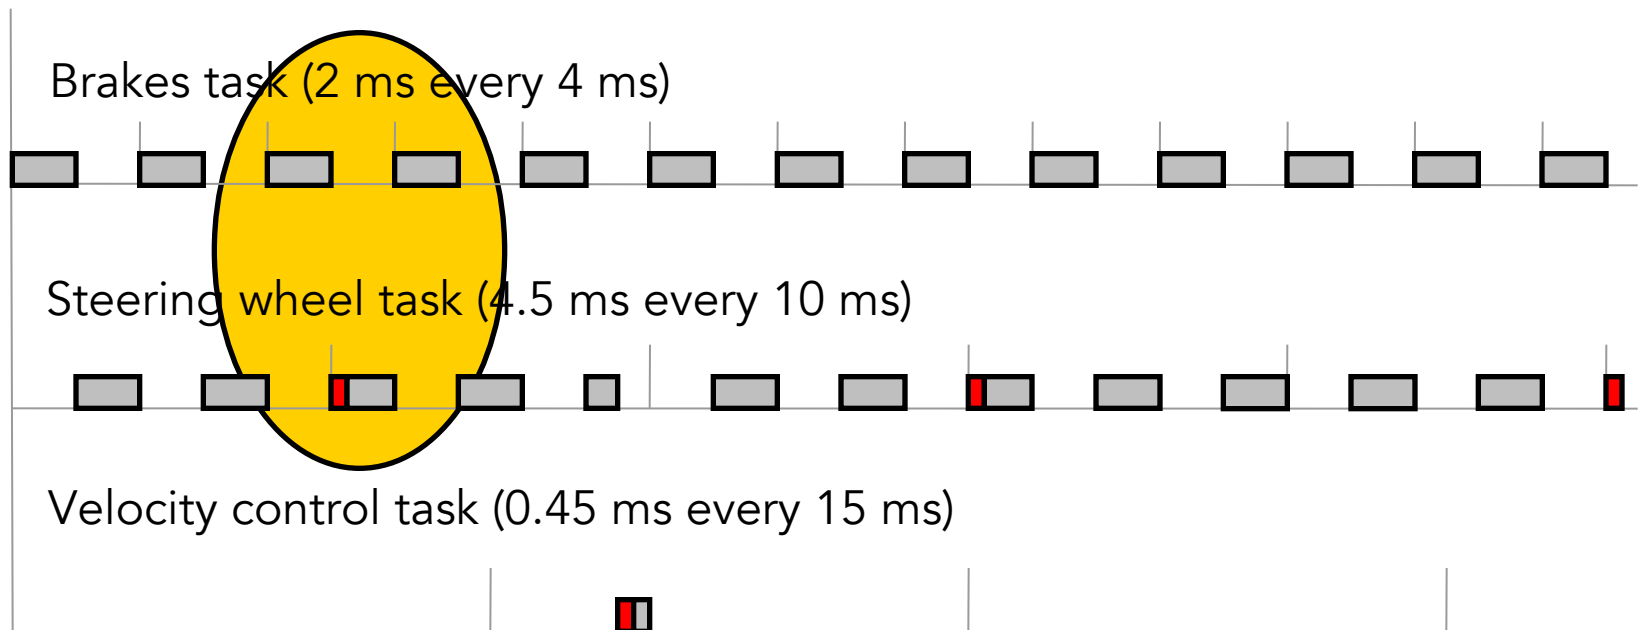 Brakes task (2 ms every 4 ms)
Steering wheel task (4.5 ms every 10 ms)
Velocity control task (0.45 ms every 15 ms)